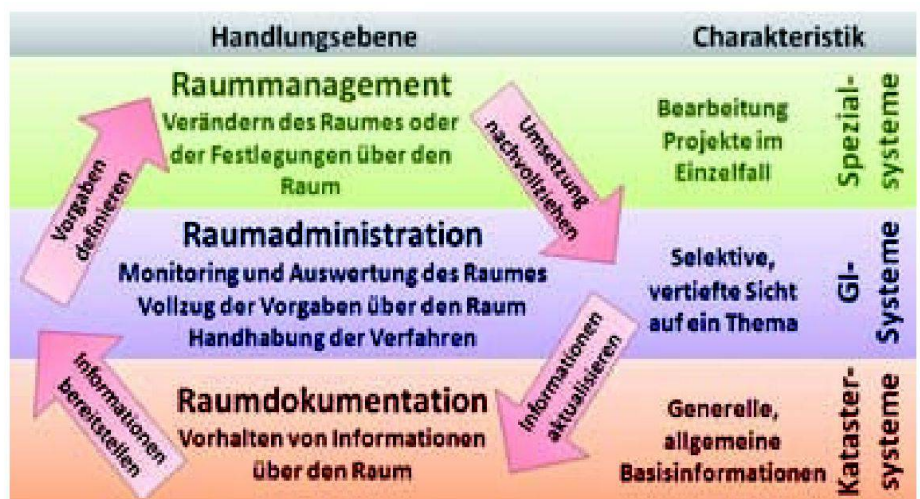 Handlungsebene
Charakteristik
Raummanagement
Verändern des Raumes oder
der Festlegungen über den
Raum
Bearbeitung
Projekte im
Einzelfall
Spezial-
systeme
Vorgaben
definieren
Umsetzung
nachvollziehen
Raumadministration
Monitoring und Auswertung des Raumes
Vollzug der Vorgaben über den Raum
Handhabung der Verfahren
Selektive,
vertiefte Sicht
auf ein Thema
GI-
Systeme
Informationen
bereitstellen
Informationen
aktualisieren
Raumdokumentation
Vorhalten von Informationen
über den Raum
Generelle,
allgemeine
Basisinformationen
Kataster-
systeme